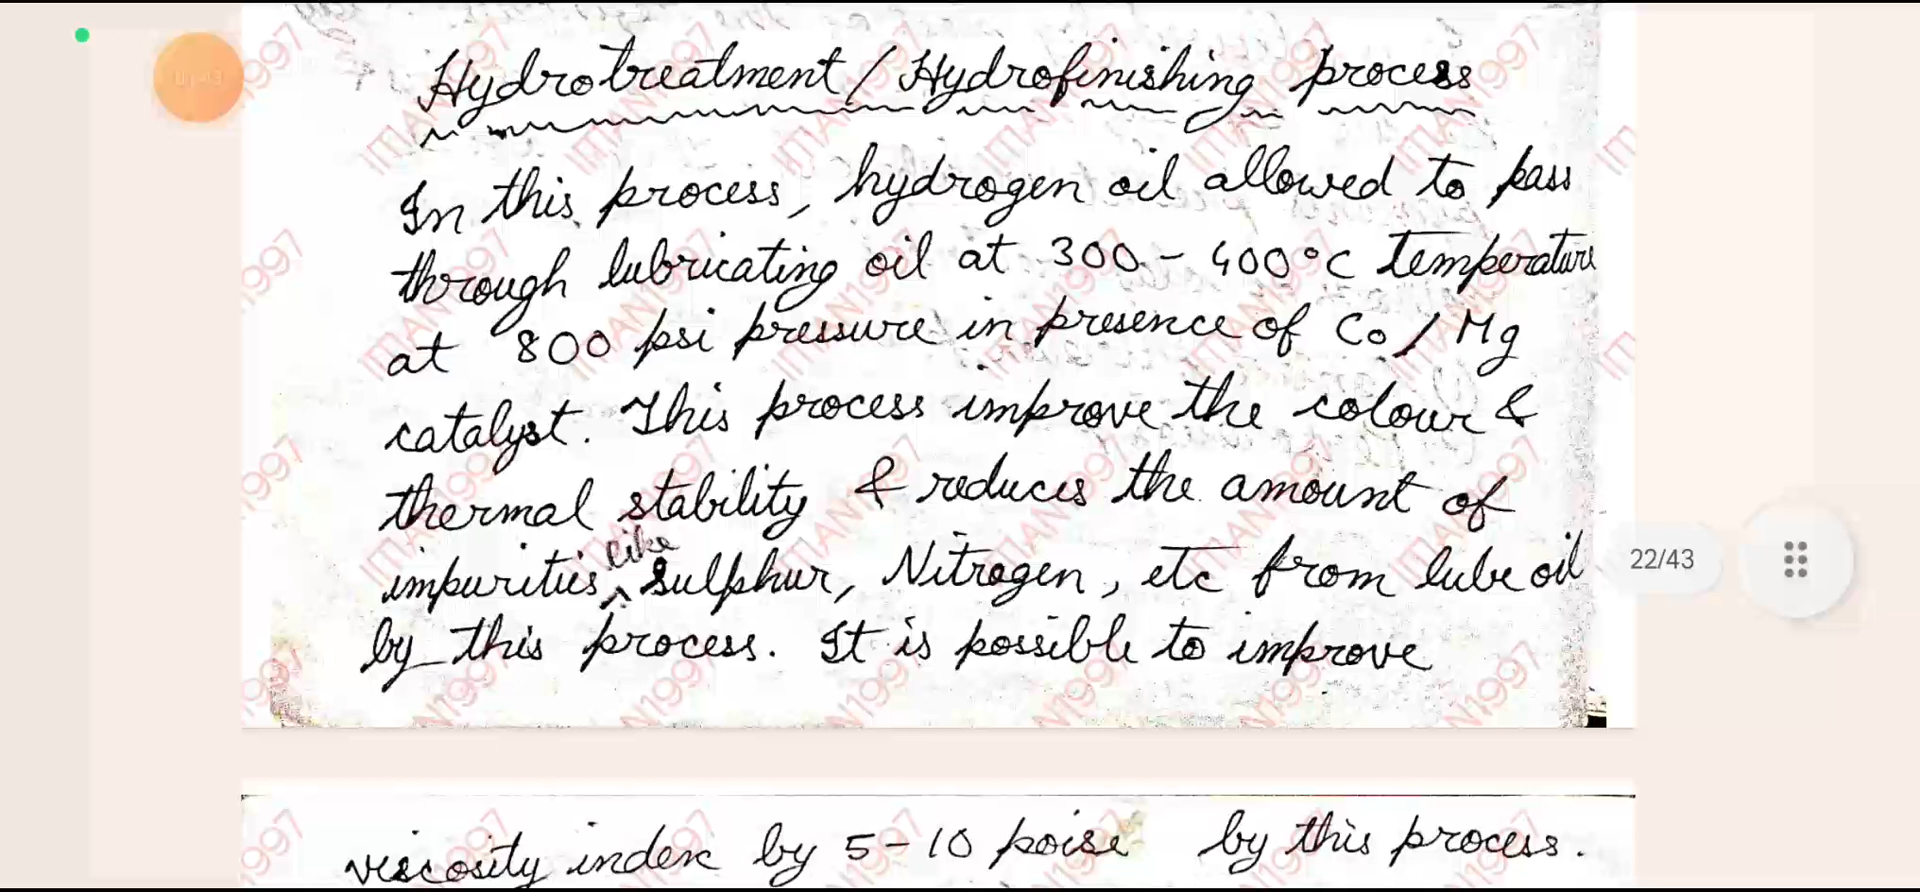 Hydrotreatment / Hydrofinishing process
In this process, hydrogen oil allowed to pass
through lubricating oil at 300 - 400°C temperature
at 800 psi pressure in presence of Co / Mg
catalyst. This process improve the colour &
thermal stability & reduces the amount of
impurities like sulphur, Nitrogen, etc from lube oil
by this process. It is possible to improve
22/43
viscosity index by 5-10 poise by this process.
IMAN1997